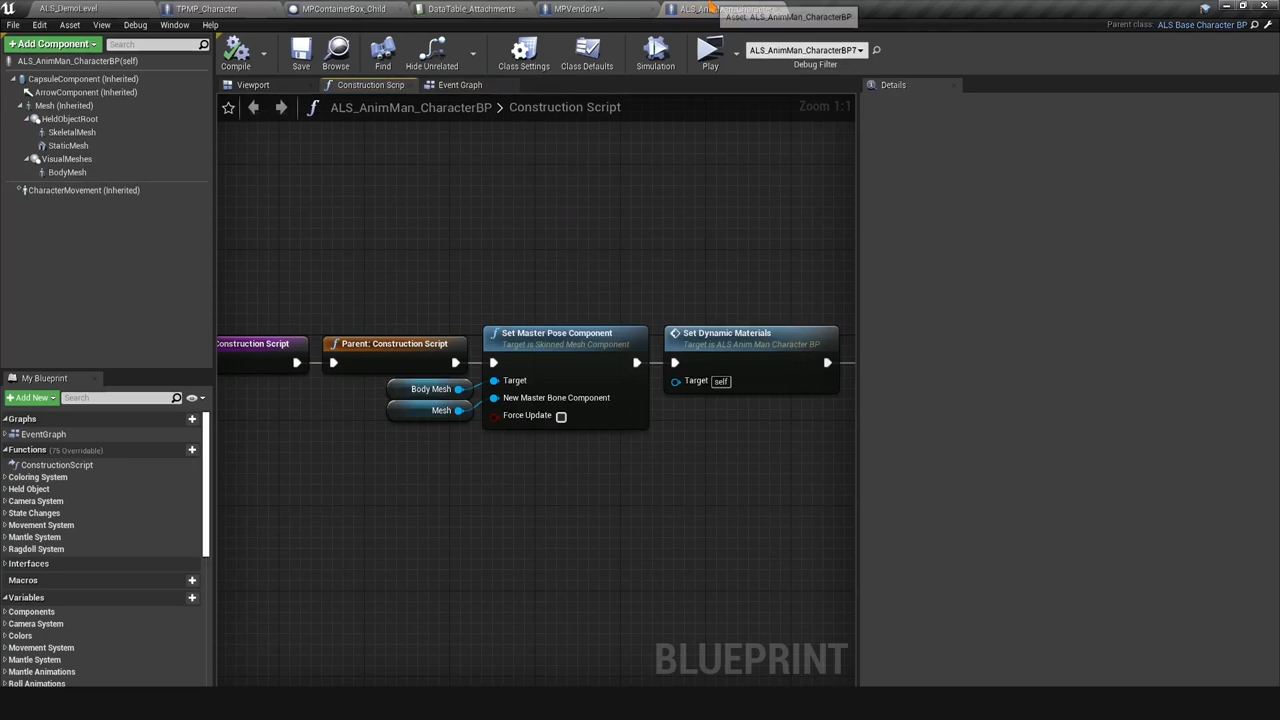 ALS_DemoLevel
TPMP_Character
MPContainerBox_Child
DataTable_Attachments
MPVendorAI*
ALS_AnimMan_Character
Asset: ALS_AnimMan_CharacterBP
File
Edit
Asset
View
Debug
Window
Help
Parent class: ALS Base Character BP
Add Component
Search
Compile
Save
Browse
Find
Hide Unrelated
Class Settings
Class Defaults
Simulation
Play
ALS_AnimMan_CharacterBP7
Debug Filter
ALS_AnimMan_CharacterBP(self)
CapsuleComponent (Inherited)
ArrowComponent (Inherited)
Mesh (Inherited)
HeldObjectRoot
SkeletalMesh
StaticMesh
VisualMeshes
BodyMesh
CharacterMovement (Inherited)
Viewport
Construction Scrip
Event Graph
Details
ALS_AnimMan_CharacterBP > Construction Script
Zoom 1:1
Construction Script
Parent: Construction Script
Set Master Pose Component
Target is Skinned Mesh Component
Set Dynamic Materials
Target is ALS Anim Man Character BP
Body Mesh
Target
Target
self
Mesh
New Master Bone Component
Force Update
BLUEPRINT
My Blueprint
Add New
Search
Graphs
EventGraph
Functions (75 Overridable)
ConstructionScript
Coloring System
Held Object
Camera System
State Changes
Movement System
Mantle System
Ragdoll System
Interfaces
Macros
Variables
Components
Camera System
Colors
Movement System
Mantle System
Mantle Animations
Roll Animations